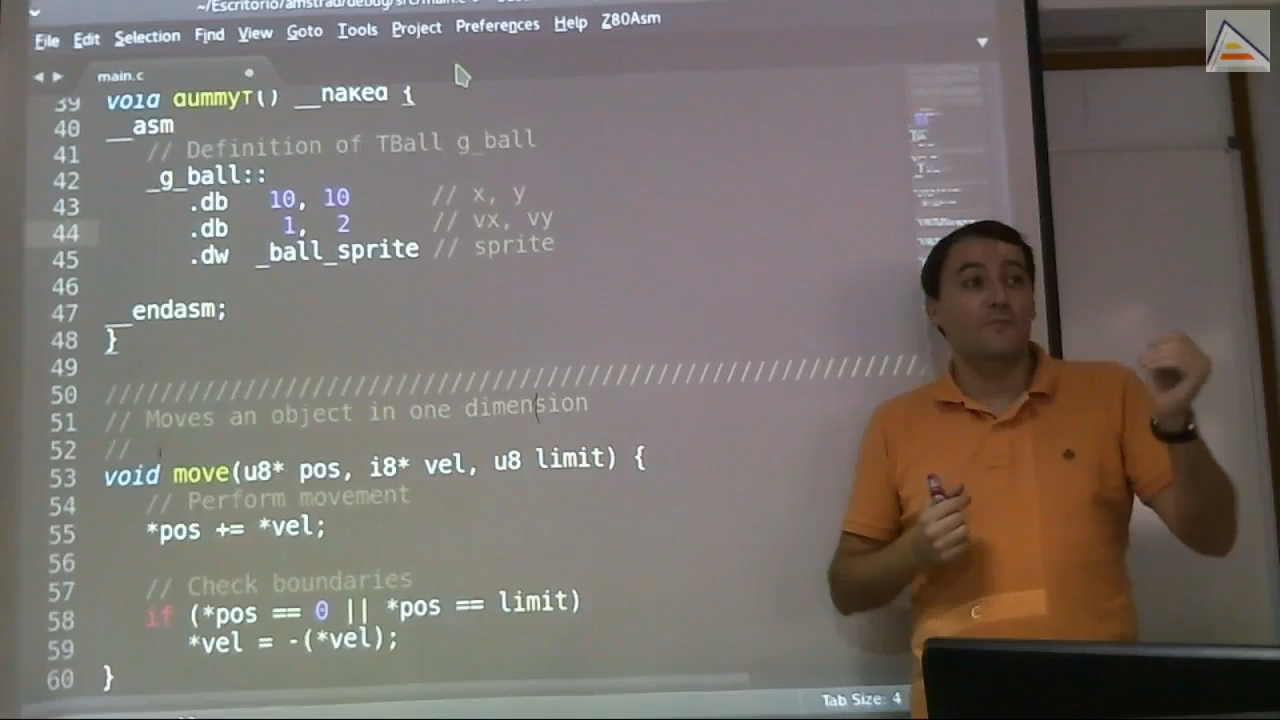 ~/Escritorio/amstrad/debug/src/main.c
File Edit Selection Find View Goto Tools Project Preferences Help Z80Asm
main.c
39 void dummyT() __naked {
40 __asm
41 // Definition of TBall g_ball
42 _g_ball::
43 .db 10, 10 // x, y
44 .db 1, 2 // vx, vy
45 .dw _ball_sprite // sprite
46
47 __endasm;
48 }
49
50 //////////////////////////////////////////////////////////
51 // Moves an object in one dimension
52 //
53 void move(u8* pos, i8* vel, u8 limit) {
54 // Perform movement
55 *pos += *vel;
56
57 // Check boundaries
58 if (*pos == 0 || *pos == limit)
59 *vel = -(*vel);
60 }
Tab Size: 4